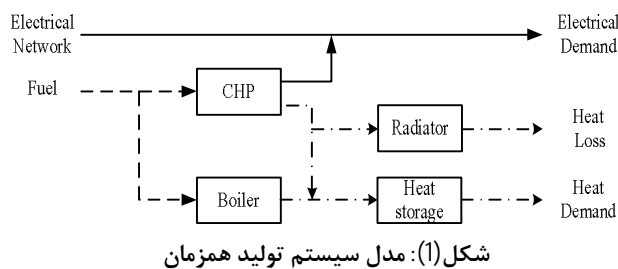 Electrical
Network
Electrical
Demand
Fuel
CHP
Radiator
Heat
Loss
Boiler
Heat
storage
Heat
Demand
شکل(1): مدل سیستم تولید همزمان